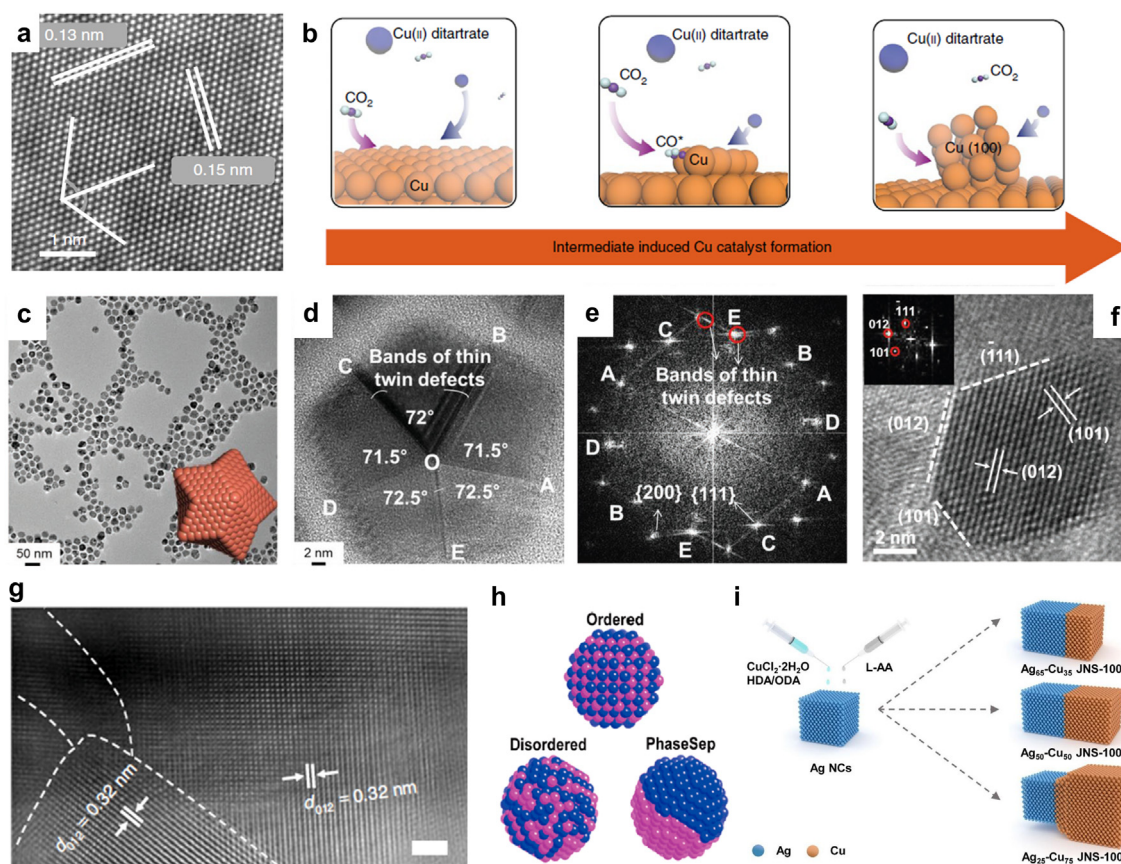 a
0.13 nm
0.15 nm
1 nm
b
Cu(II) ditartrate
CO2
Cu
Cu(II) ditartrate
CO2
CO*
Cu
Cu(II) ditartrate
CO2
Cu (100)
Intermediate induced Cu catalyst formation
c
50 nm
d
B
C
Bands of thin
twin defects
72°
71.5°
71.5°
O
A
72.5°
72.5°
D
E
2 nm
e
C
E
B
A
Bands of thin
twin defects
D
D
{200}
{111}
A
B
E
C
f
111
012
101
(111)
(012)
(101)
(012)
(101)
2 nm
g
d012 = 0.32 nm
d012 = 0.32 nm
h
Ordered
Disordered
PhaseSep
i
CuCl2·2H2O
HDA/ODA
L-AA
Ag NCs
Ag65-Cu35 JNS-100
Ag50-Cu50 JNS-100
Ag25-Cu75 JNS-100
Ag
Cu